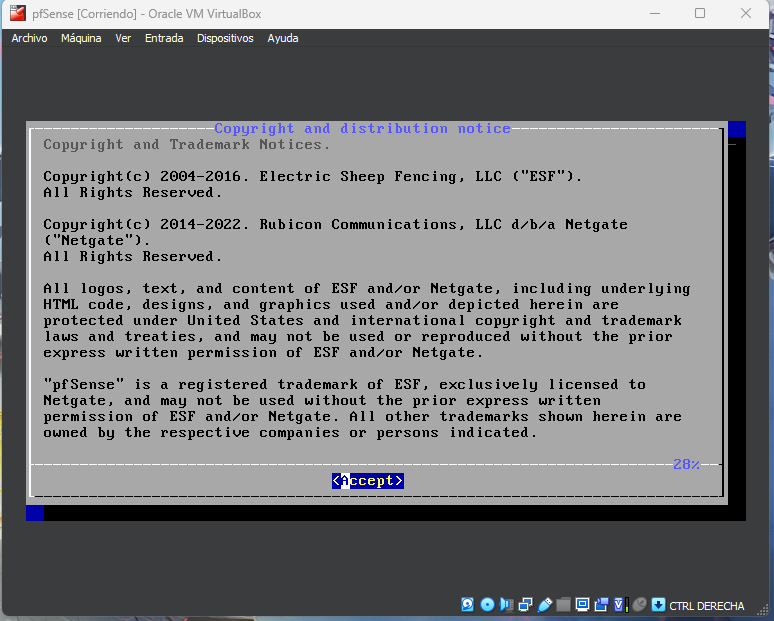 pfSense [Corriendo] - Oracle VM VirtualBox
Archivo Máquina Ver Entrada Dispositivos Ayuda
Copyright and distribution notice
Copyright and Trademark Notices.
Copyright(c) 2004-2016. Electric Sheep Fencing, LLC ("ESF").
All Rights Reserved.
Copyright(c) 2014-2022. Rubicon Communications, LLC d/b/a Netgate
("Netgate").
All Rights Reserved.
All logos, text, and content of ESF and/or Netgate, including underlying
HTML code, designs, and graphics used and/or depicted herein are
protected under United States and international copyright and trademark
laws and treaties, and may not be used or reproduced without the prior
express written permission of ESF and/or Netgate.
"pfSense" is a registered trademark of ESF, exclusively licensed to
Netgate, and may not be used without the prior express written
permission of ESF and/or Netgate. All other trademarks shown herein are
owned by the respective companies or persons indicated.
28%
<Accept>
CTRL DERECHA